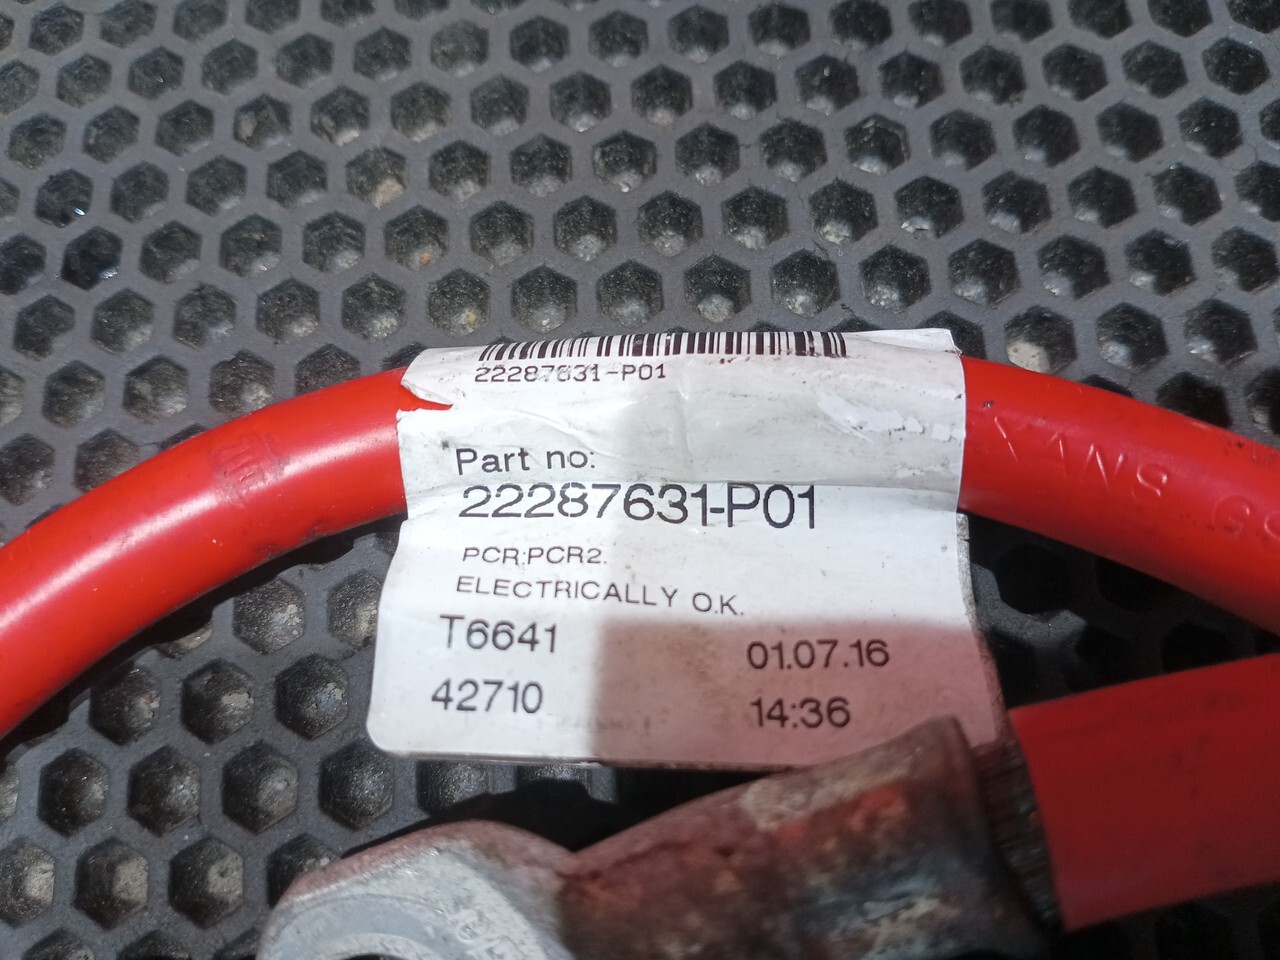 22287631-P01
Part no:
22287631-P01
PCR:PCR2.
ELECTRICALLY O.K.
T6641
01.07.16
42710
14:36